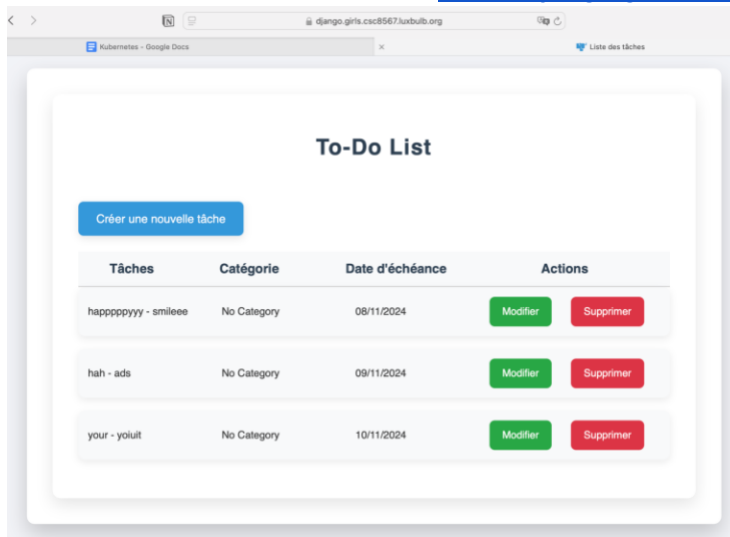 django.girls.csc8567.luxbulb.org
Kubernetes - Google Docs
Liste des tâches
To-Do List
Créer une nouvelle tâche
Tâches Catégorie Date d'échéance Actions
happpppyyy - smileee No Category 08/11/2024 Modifier Supprimer
hah - ads No Category 09/11/2024 Modifier Supprimer
your - yoiuit No Category 10/11/2024 Modifier Supprimer